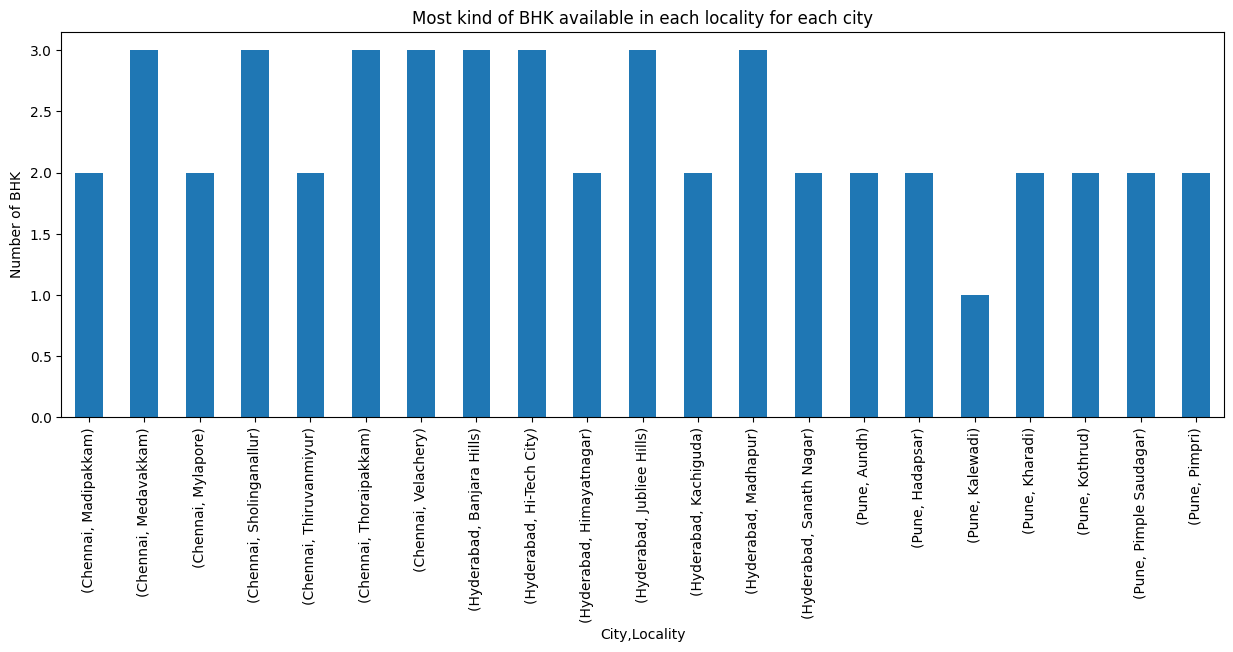 Most kind of BHK available in each locality for each city
Number of BHK
3.0
2.5
2.0
1.5
1.0
0.5
0.0
(Chennai, Madipakkam)
(Chennai, Medavakkam)
(Chennai, Mylapore)
(Chennai, Sholinganallur)
(Chennai, Thiruvanmiyur)
(Chennai, Thoraipakkam)
(Chennai, Velachery)
(Hyderabad, Banjara Hills)
(Hyderabad, Hi-Tech City)
(Hyderabad, Himayatnagar)
(Hyderabad, Jubliee Hills)
(Hyderabad, Kachiguda)
(Hyderabad, Madhapur)
(Hyderabad, Sanath Nagar)
(Pune, Aundh)
(Pune, Hadapsar)
(Pune, Kalewadi)
(Pune, Kharadi)
(Pune, Kothrud)
(Pune, Pimple Saudagar)
(Pune, Pimpri)
City,Locality